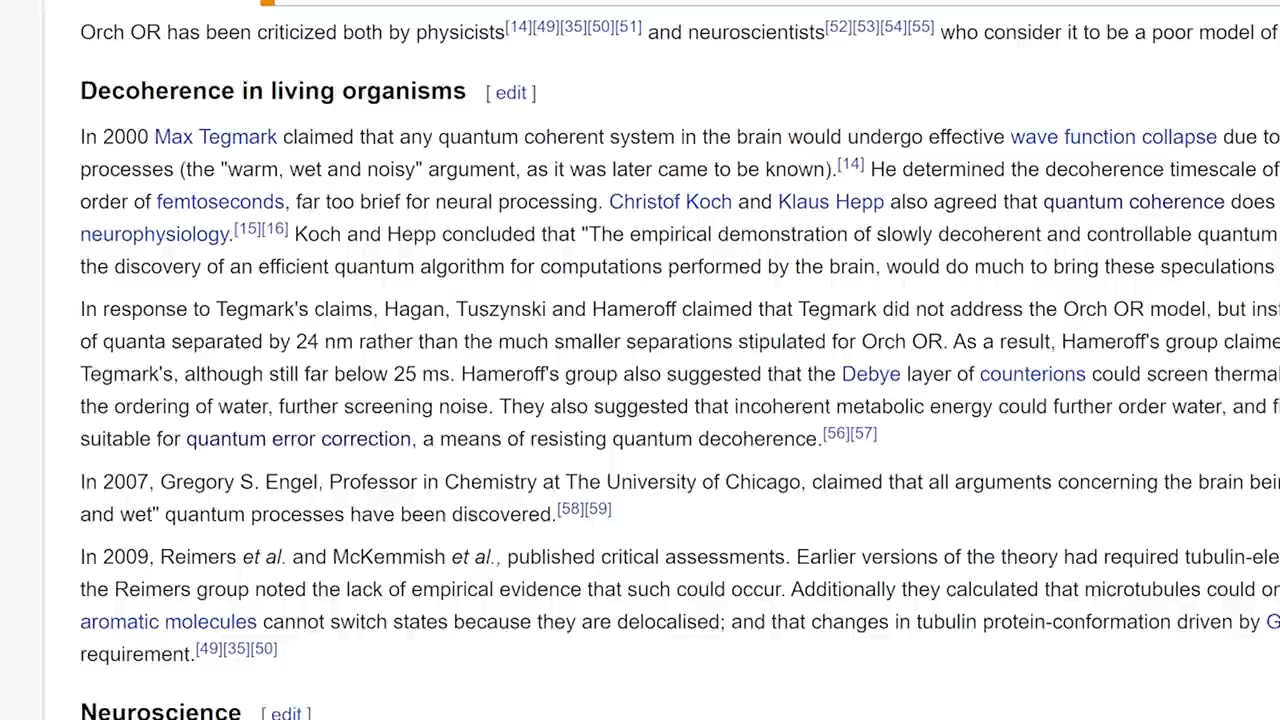 Orch OR has been criticized both by physicists[14][49][35][50][51] and neuroscientists[52][53][54][55] who consider it to be a poor model of
Decoherence in living organisms [ edit ]
In 2000 Max Tegmark claimed that any quantum coherent system in the brain would undergo effective wave function collapse due to
processes (the "warm, wet and noisy" argument, as it was later came to be known).[14] He determined the decoherence timescale of
order of femtoseconds, far too brief for neural processing. Christof Koch and Klaus Hepp also agreed that quantum coherence does
neurophysiology.[15][16] Koch and Hepp concluded that "The empirical demonstration of slowly decoherent and controllable quantum
the discovery of an efficient quantum algorithm for computations performed by the brain, would do much to bring these speculations
In response to Tegmark's claims, Hagan, Tuszynski and Hameroff claimed that Tegmark did not address the Orch OR model, but inst
of quanta separated by 24 nm rather than the much smaller separations stipulated for Orch OR. As a result, Hameroff's group claime
Tegmark's, although still far below 25 ms. Hameroff's group also suggested that the Debye layer of counterions could screen thermal
the ordering of water, further screening noise. They also suggested that incoherent metabolic energy could further order water, and fi
suitable for quantum error correction, a means of resisting quantum decoherence.[56][57]
In 2007, Gregory S. Engel, Professor in Chemistry at The University of Chicago, claimed that all arguments concerning the brain bein
and wet" quantum processes have been discovered.[58][59]
In 2009, Reimers et al. and McKemmish et al., published critical assessments. Earlier versions of the theory had required tubulin-ele
the Reimers group noted the lack of empirical evidence that such could occur. Additionally they calculated that microtubules could on
aromatic molecules cannot switch states because they are delocalised; and that changes in tubulin protein-conformation driven by G
requirement.[49][35][50]
Neuroscience [ edit ]